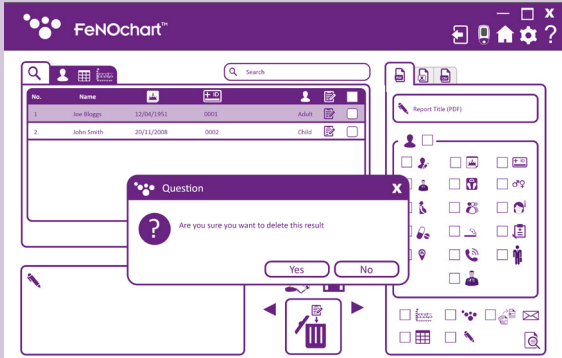 FeNOchart™
X
?
Search
No. Name ID
1 Joe Bloggs 12/04/1951 0001 Adult
2 John Smith 20/11/2008 0002 Child
Report Title (PDF)
ID
Question X
? Are you sure you want to delete this result
Yes No